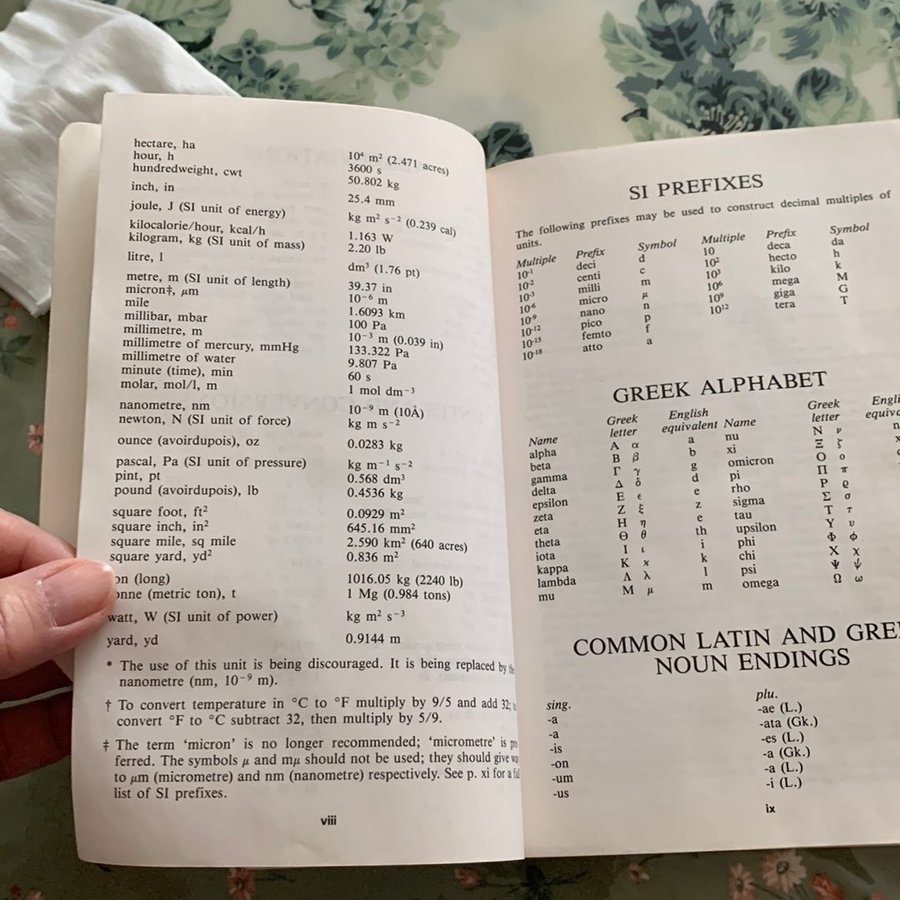 hectare, ha 10⁴ m² (2.471 acres)
hour, h 3600 s
hundredweight, cwt 50.802 kg
inch, in 25.4 mm
joule, J (SI unit of energy) kg m² s⁻² (0.239 cal)
kilocalorie/hour, kcal/h 1.163 W
kilogram, kg (SI unit of mass) 2.20 lb
litre, l dm³ (1.76 pt)
metre, m (SI unit of length) 39.37 in
micron‡, μm 10⁻⁶ m
mile 1.6093 km
millibar, mbar 100 Pa
millimetre, m 10⁻³ m (0.039 in)
millimetre of mercury, mmHg 133.322 Pa
millimetre of water 9.807 Pa
minute (time), min 60 s
molar, mol/l, m 1 mol dm⁻³
nanometre, nm 10⁻⁹ m (10Å)
newton, N (SI unit of force) kg m s⁻²
ounce (avoirdupois), oz 0.0283 kg
pascal, Pa (SI unit of pressure) kg m⁻¹ s⁻²
pint, pt 0.568 dm³
pound (avoirdupois), lb 0.4536 kg
square foot, ft² 0.0929 m²
square inch, in² 645.16 mm²
square mile, sq mile 2.590 km² (640 acres)
square yard, yd² 0.836 m²
on (long) 1016.05 kg (2240 lb)
onne (metric ton), t 1 Mg (0.984 tons)
watt, W (SI unit of power) kg m² s⁻³
yard, yd 0.9144 m
* The use of this unit is being discouraged. It is being replaced by
nanometre (nm, 10⁻⁹ m).
† To convert temperature in °C to °F multiply by 9/5 and add 32;
convert °F to °C subtract 32, then multiply by 5/9.
‡ The term ‘micron’ is no longer recommended; ‘micrometre’ is
ferred. The symbols μ and mμ should not be used; they should give
to μm (micrometre) and nm (nanometre) respectively. See p. xi for a
list of SI prefixes.
viii
SI PREFIXES
The following prefixes may be used to construct decimal multiples of
units.
Multiple Prefix Symbol Multiple Prefix Symbol
10⁻¹ deci d 10 deca da
10⁻² centi c 10² hecto h
10⁻³ milli m 10³ kilo k
10⁻⁶ micro μ 10⁶ mega M
10⁻⁹ nano n 10⁹ giga G
10⁻¹² pico p 10¹² tera T
10⁻¹⁵ femto f
10⁻¹⁸ atto a
GREEK ALPHABET
Name Greek letter English equivalent Name Greek letter
alpha Α α a nu Ν ν n
beta Β β b xi Ξ ξ x
gamma Γ γ g omicron Ο ο
delta Δ δ d pi Π π
epsilon Ε ε e rho Ρ ρ
zeta Ζ ξ z sigma Σ σ
eta Η η e tau Τ τ
theta Θ θ th upsilon Υ υ
iota Ι ι i phi Φ ϕ
kappa Κ κ k chi Χ χ
lambda Λ λ l psi Ψ ψ
mu Μ μ m omega Ω ω
COMMON LATIN AND
NOUN ENDINGS
sing. plu.
-a -ae (L.)
-a -ata (Gk.)
-is -es (L.)
-on -a (Gk.)
-um -a (L.)
-us -i (L.)
ix